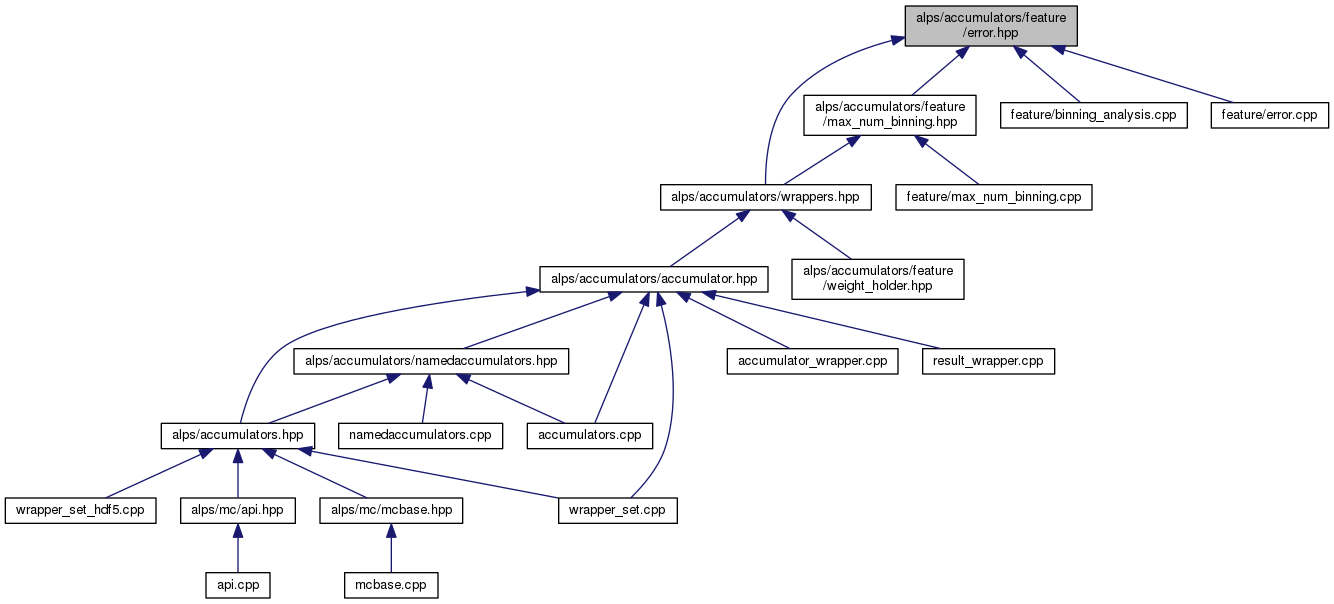 alps/accumulators/feature
/error.hpp
alps/accumulators/feature
/max_num_binning.hpp
feature/binning_analysis.cpp
feature/error.cpp
alps/accumulators/wrappers.hpp
feature/max_num_binning.cpp
alps/accumulators/accumulator.hpp
alps/accumulators/feature
/weight_holder.hpp
alps/accumulators/namedaccumulators.hpp
accumulator_wrapper.cpp
result_wrapper.cpp
alps/accumulators.hpp
namedaccumulators.cpp
accumulators.cpp
wrapper_set_hdf5.cpp
alps/mc/api.hpp
alps/mc/mcbase.hpp
wrapper_set.cpp
api.cpp
mcbase.cpp